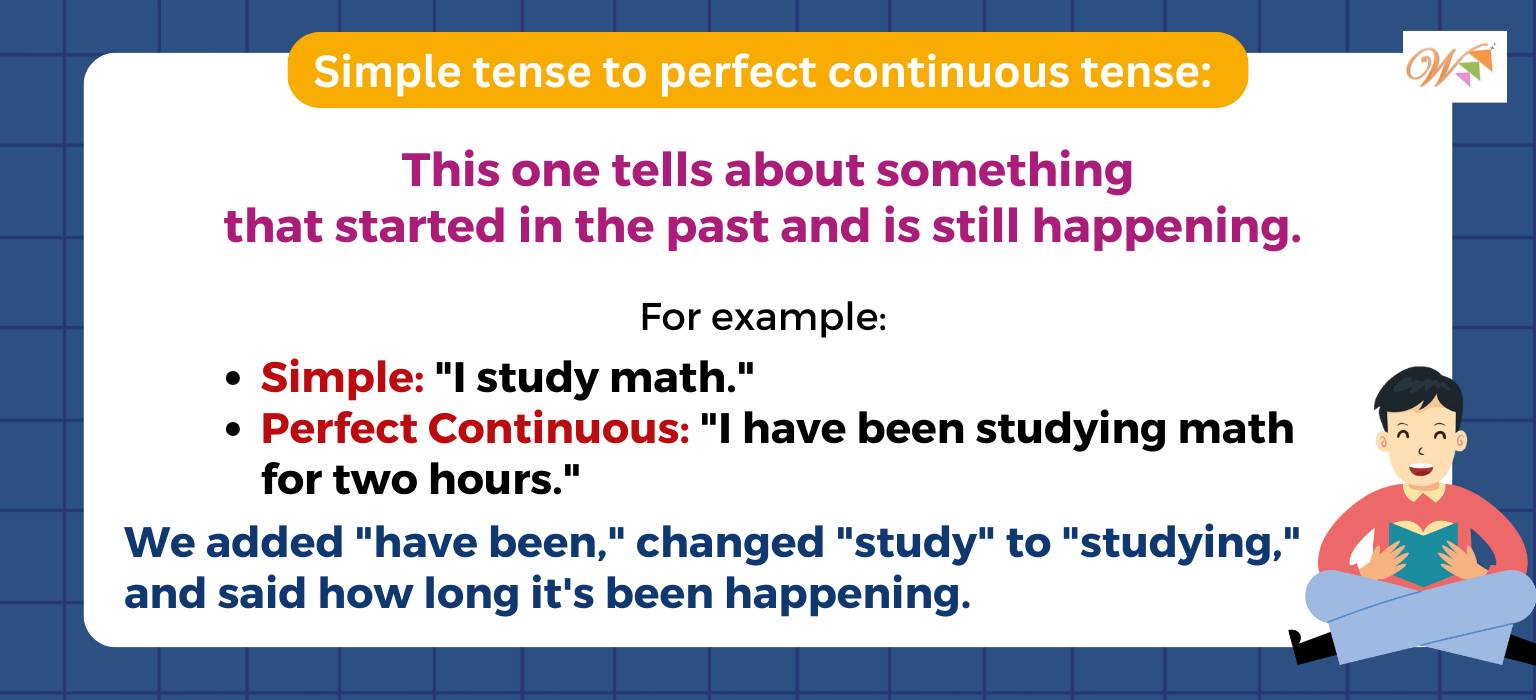 Simple tense to perfect continuous tense:
W
This one tells about something
that started in the past and is still happening.
For example:
• Simple: "I study math."
• Perfect Continuous: "I have been studying math
for two hours."
We added "have been," changed "study" to "studying,"
and said how long it's been happening.